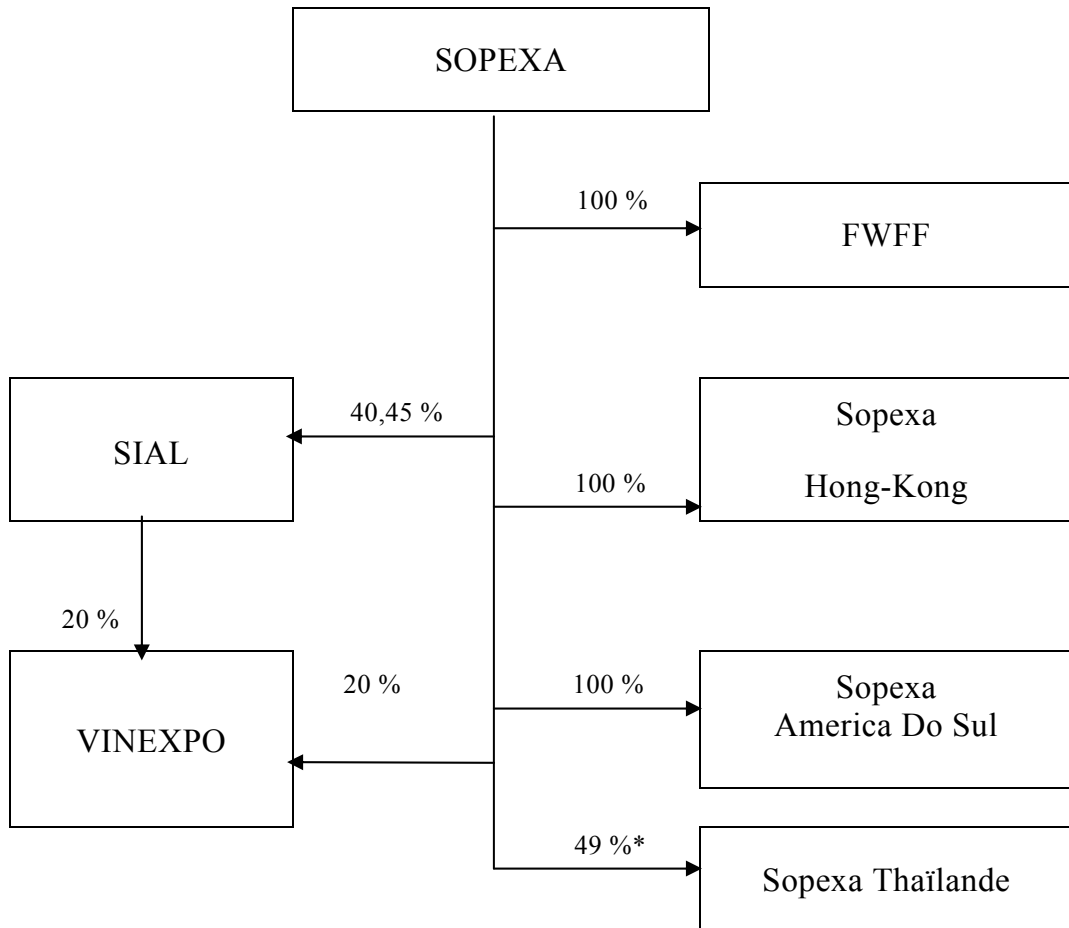 SOPEXA
100 %
FWFF
40,45 %
SIAL
Sopexa
Hong-Kong
100 %
20 %
VINEXPO
20 %
100 %
Sopexa
America Do Sul
49 %*
Sopexa Thaïlande